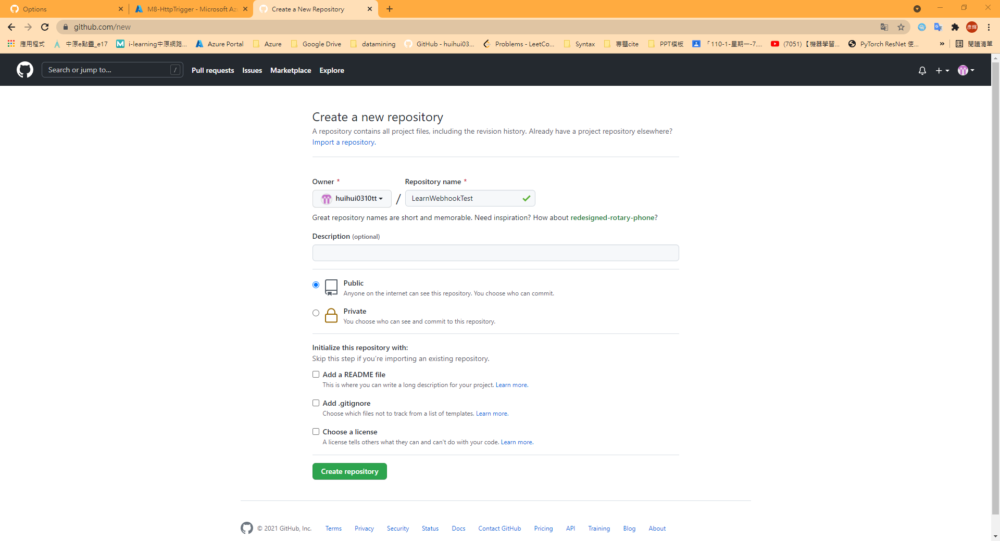 Options
M8-HttpTrigger - Microsoft Az
Create a New Repository
github.com/new
應用程式
中原e點靈_e17
i-learning中原網路...
Azure Portal
Azure
Google Drive
datamining
GitHub - huihui03...
Problems - LeetCo...
Syntax
專題cite
PPT模板
「110-1-星期一-7....
(7051)【機器學習...
PyTorch ResNet 使...
»
閱讀清單
彥輝
Search or jump to...
/
Pull requests
Issues
Marketplace
Explore
Create a new repository
A repository contains all project files, including the revision history. Already have a project repository elsewhere?
Import a repository.
Owner *
Repository name *
huihui0310tt
/
LearnWebhookTest
Great repository names are short and memorable. Need inspiration? How about redesigned-rotary-phone?
Description (optional)
Public
Anyone on the internet can see this repository. You choose who can commit.
Private
You choose who can see and commit to this repository.
Initialize this repository with:
Skip this step if you're importing an existing repository.
Add a README file
This is where you can write a long description for your project. Learn more.
Add .gitignore
Choose which files not to track from a list of templates. Learn more.
Choose a license
A license tells others what they can and can't do with your code. Learn more.
Create repository
© 2021 GitHub, Inc.
Terms
Privacy
Security
Status
Docs
Contact GitHub
Pricing
API
Training
Blog
About